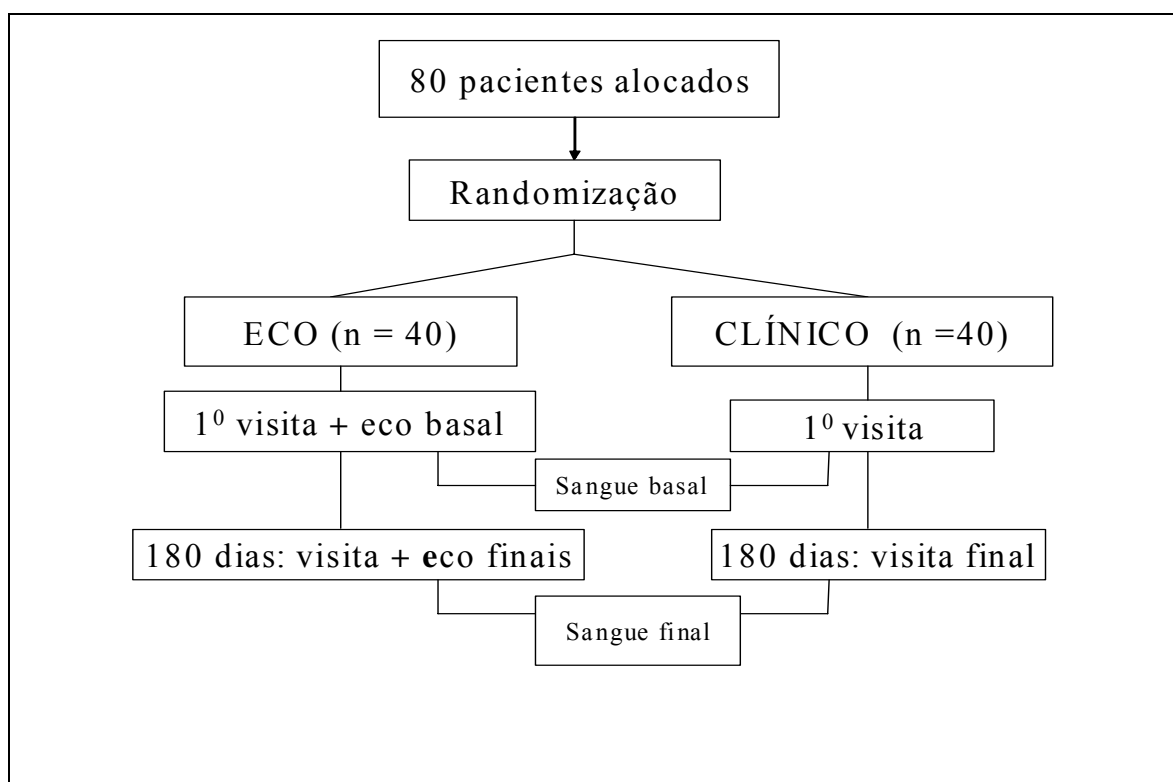 80 pacientes alocados
Randomização
ECO (n = 40)
CLÍNICO (n =40)
1⁰ visita + eco basal
1⁰ visita
Sangue basal
180 dias: visita + eco finais
180 dias: visita final
Sangue final